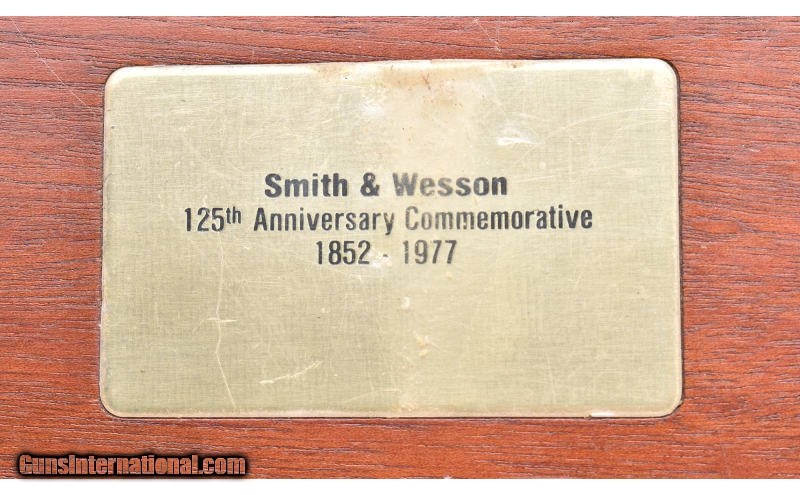 Smith & Wesson
125th Anniversary Commemorative
1852 - 1977
GunsInternational.com